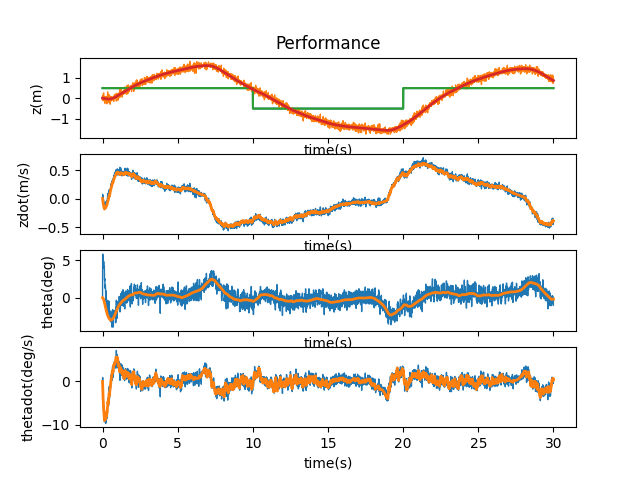 Performance
z(m)
1
0
−1
time(s)
zdot(m/s)
0.5
0.0
−0.5
time(s)
theta(deg)
5
0
time(s)
thetadot(deg/s)
0
−10
0 5 10 15 20 25 30
time(s)